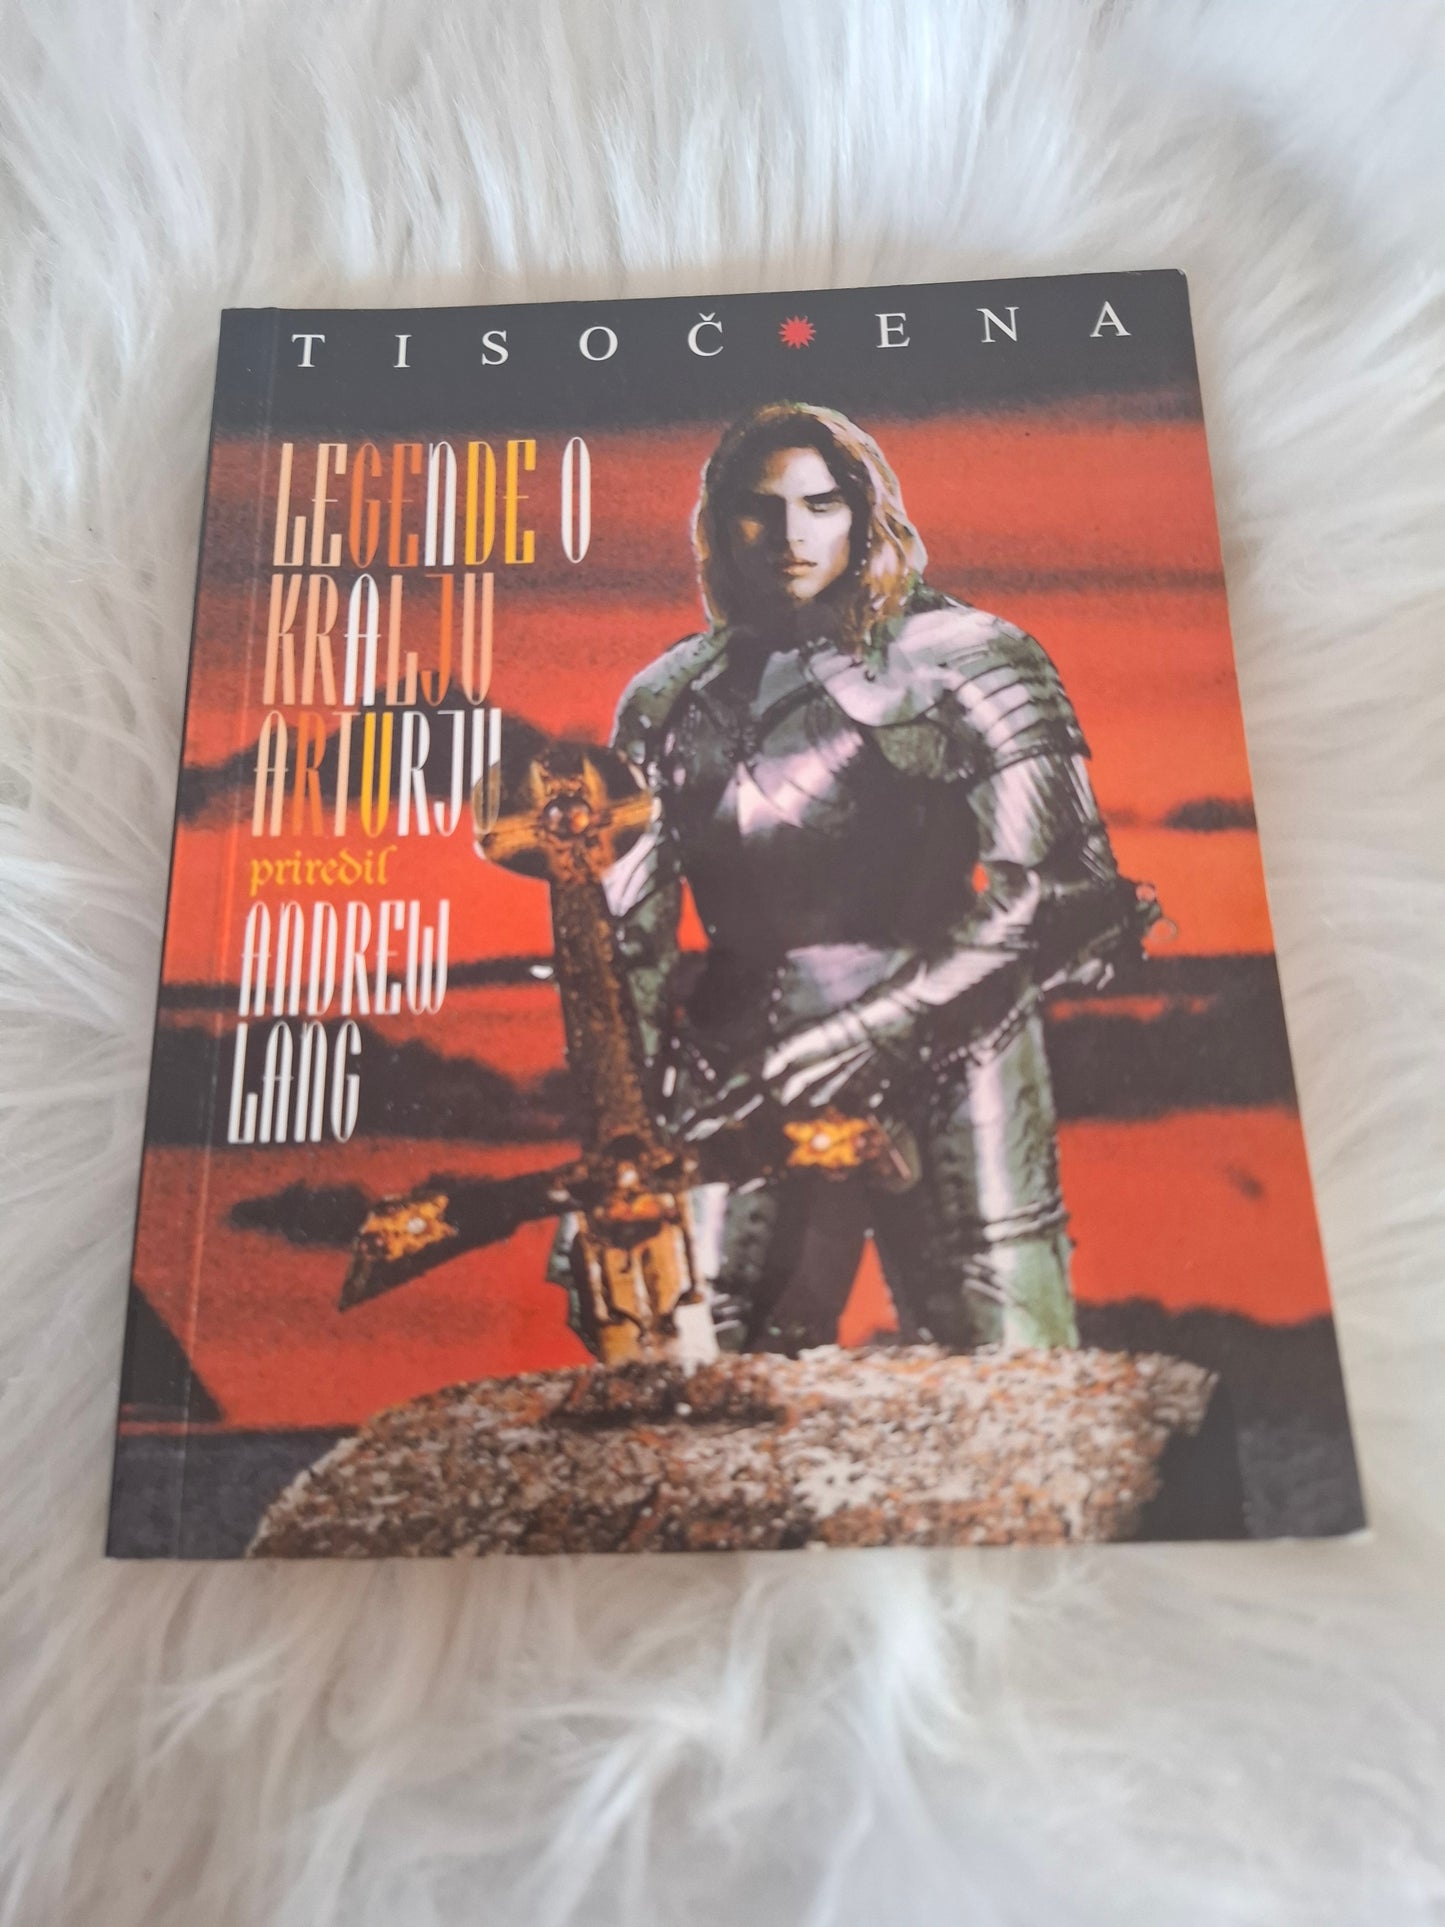 TISOČ ENA
LEGENDE O
KRALJU
ARTURJU
priredil
ANDREW
LANG